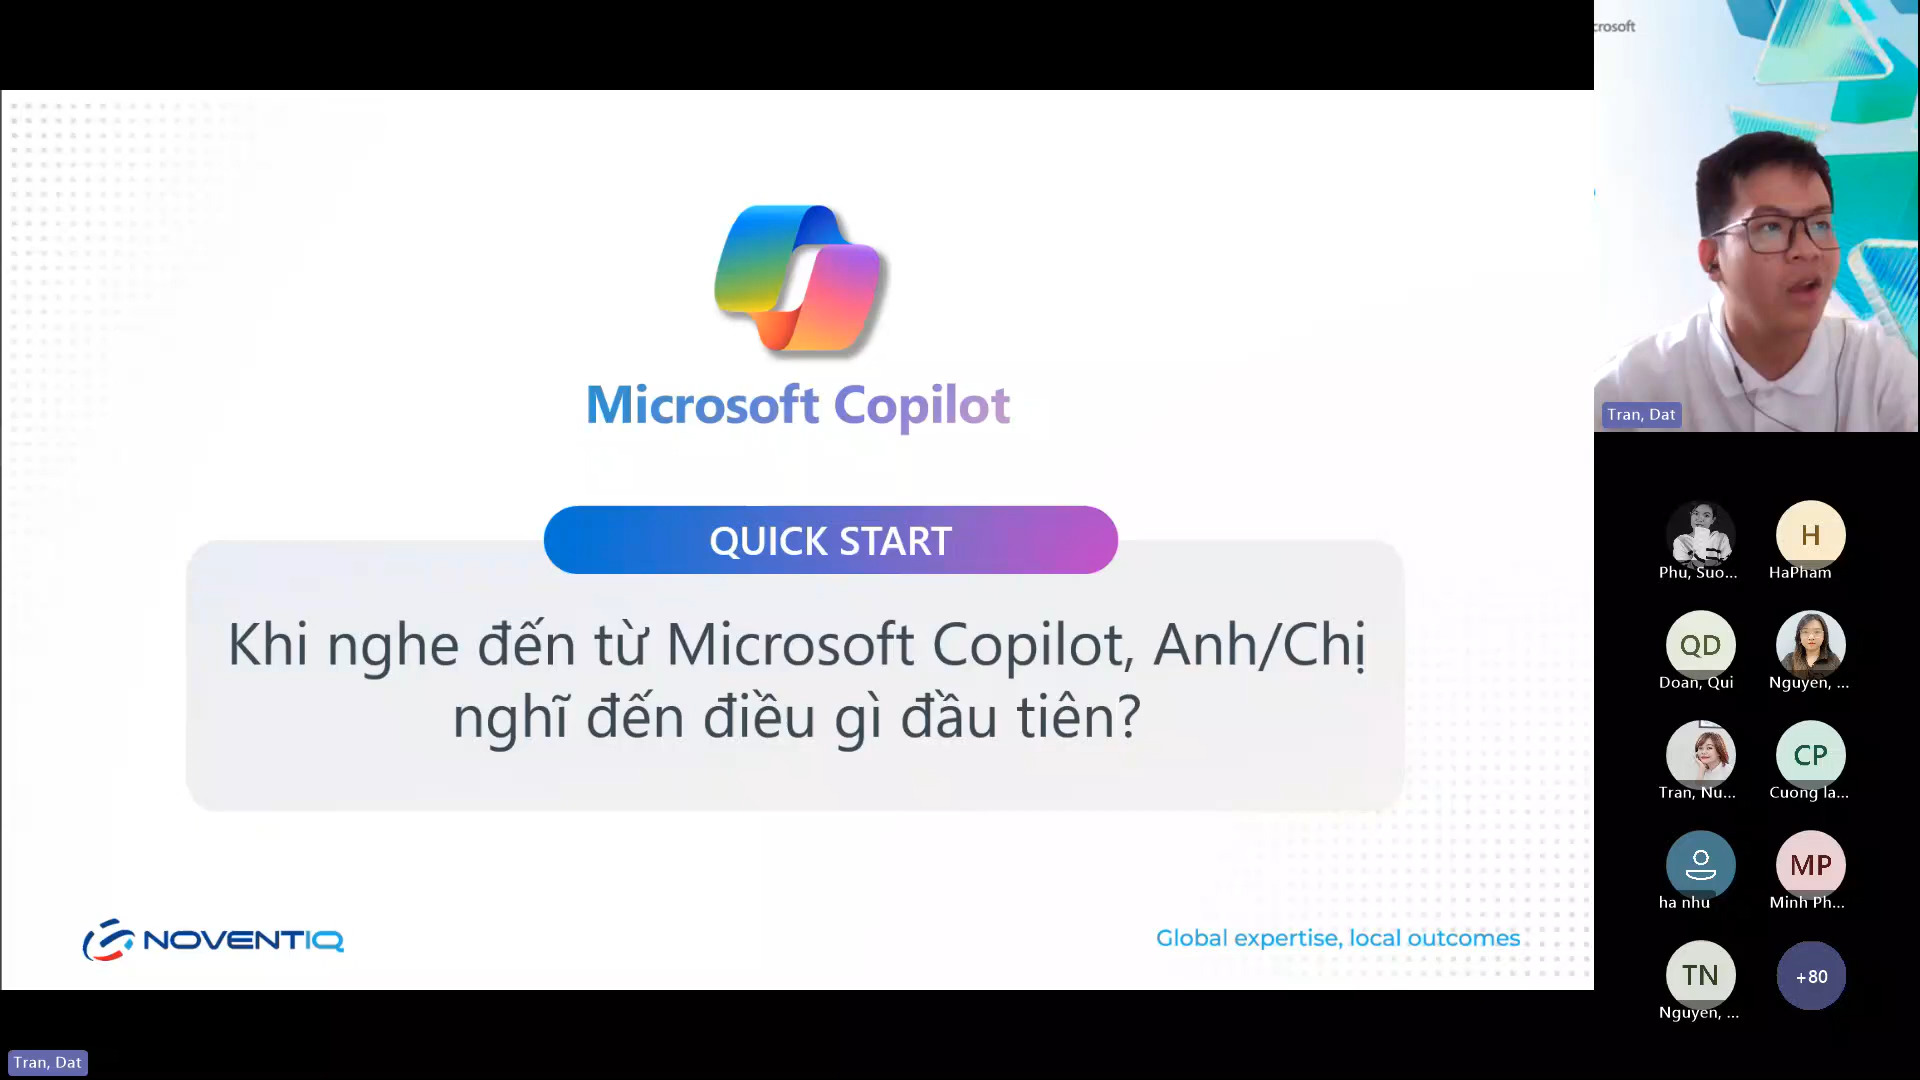 Microsoft Copilot
QUICK START
Khi nghe đến từ Microsoft Copilot, Anh/Chị
nghĩ đến điều gì đầu tiên?
NOVENTIQ
Global expertise, local outcomes
Tran, Dat
crosoft
Tran, Dat
Phu, Suo...
H
HaPham
QD
Doan, Qui
Nguyen, ...
Tran, Nu...
CP
Cuong la...
ha nhu
MP
Minh Ph...
TN
Nguyen, ...
+80